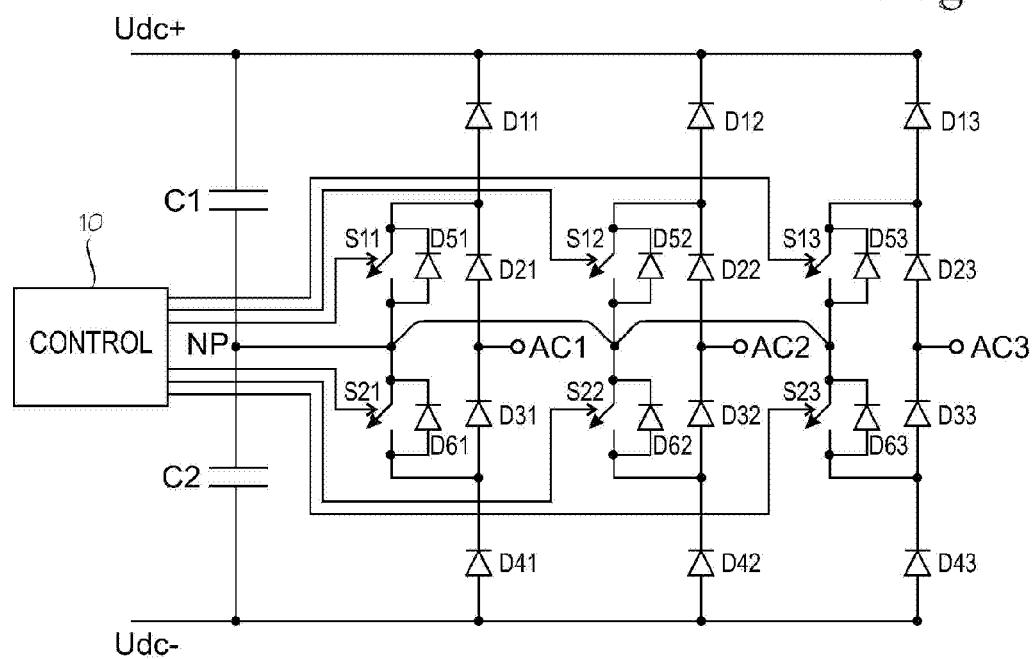 Udc+
D11
D12
D13
C1
10
S11
D51
S12
D52
S13
D53
D21
D22
D23
CONTROL
NP
AC1
AC2
AC3
S21
S22
S23
D31
D32
D33
D61
D62
D63
C2
D41
D42
D43
Udc-